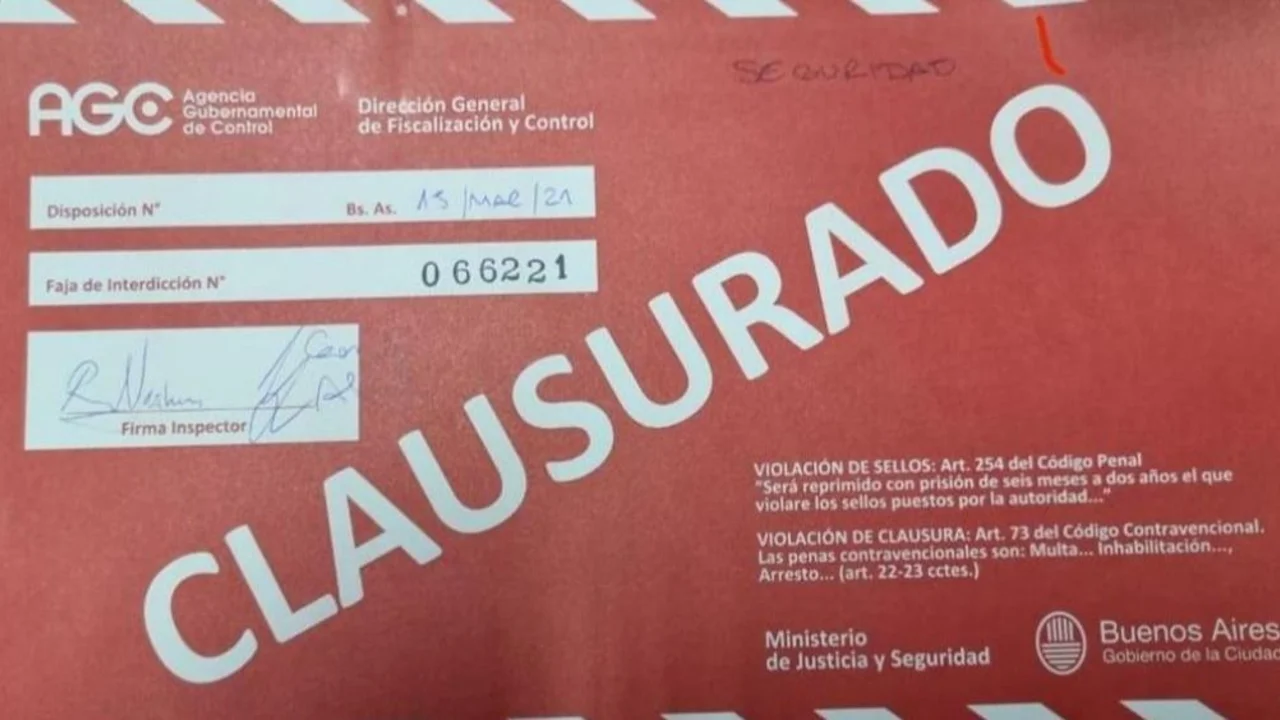 SEGURIDAD
AGC Agencia
Gubernamental
de Control
Dirección General
de Fiscalización y Control
Disposición N° Bs. As. 15/MAR/21
Faja de Interdicción N° 066221
Firma Inspector
CLAUSURADO
VIOLACIÓN DE SELLOS: Art. 254 del Código Penal
"Será reprimido con prisión de seis meses a dos años el que
violare los sellos puestos por la autoridad..."
VIOLACIÓN DE CLAUSURA: Art. 73 del Código Contravencional.
Las penas contravencionales son: Multa... Inhabilitación...,
Arresto... (art. 22-23 cctes.)
Ministerio
de Justicia y Seguridad
Buenos Aires
Gobierno de la Ciudad